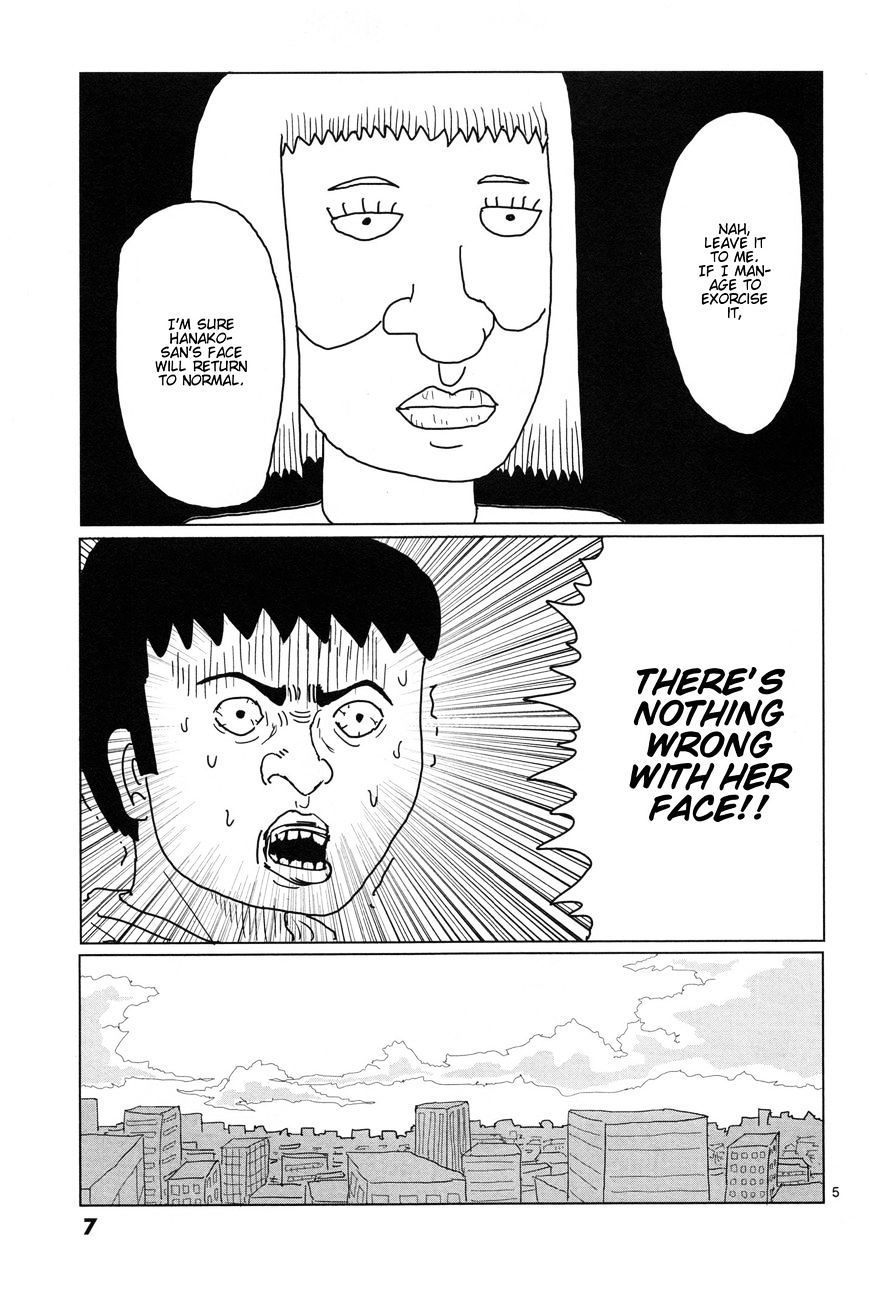 NAH,
LEAVE IT
TO ME.
IF I MAN-
AGE TO
EXORCISE
IT,
I'M SURE
HANAKO-
SAN'S FACE
WILL RETURN
TO NORMAL.
THERE'S
NOTHING
WRONG
WITH HER
FACE!!
5
7